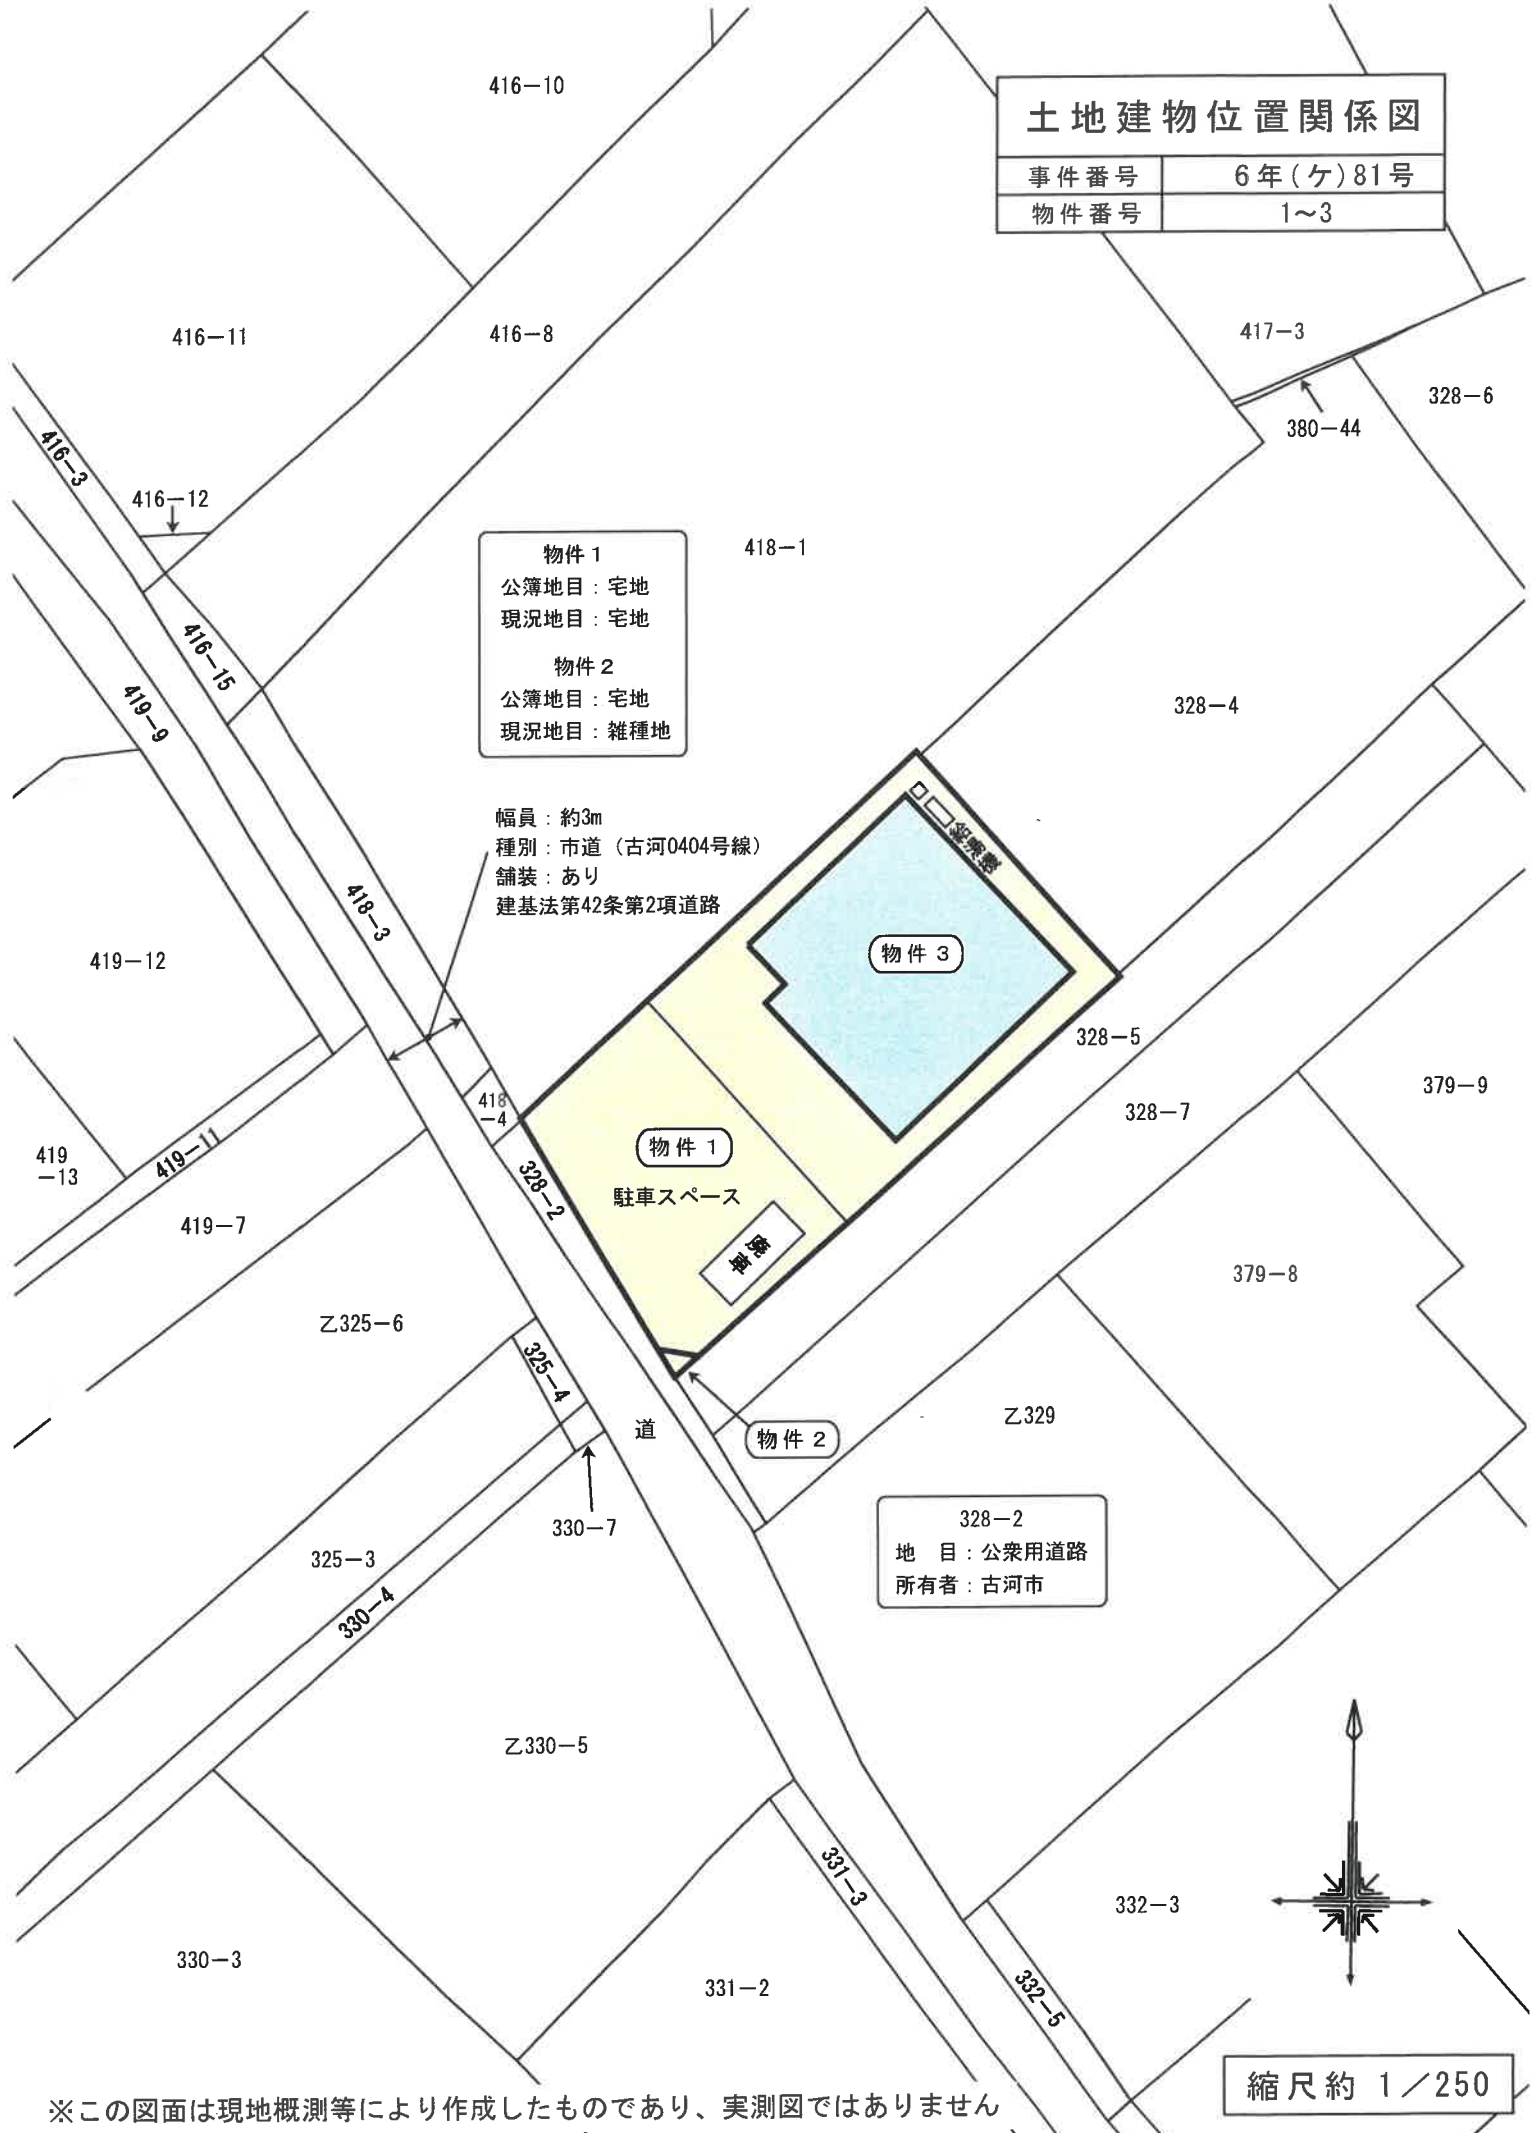 416－10
土地建物位置関係図
事件番号　6年(ケ)81号
物件番号　1～3
416－11
416－8
417－3
328－6
380－44
416－3
416－12
418－1
物件 1
公簿地目：宅地
現況地目：宅地
物件 2
公簿地目：宅地
現況地目：雑種地
416－15
419－9
328－4
幅員：約3m
種別：市道（古河0404号線）
舗装：あり
建基法第42条第2項道路
418－3
419－12
物件 3
328－5
379－9
328－7
418
－4
物件 1
駐車スペース
419
－13
419－11
328－2
419－7
廃
車
379－8
乙325－6
325－4
道
物件 2
乙329
328－2
地　目：公衆用道路
所有者：古河市
330－7
325－3
330－4
乙330－5
331－3
332－3
330－3
331－2
332－5
縮尺約 1／250
※この図面は現地概測等により作成したものであり、実測図ではありません